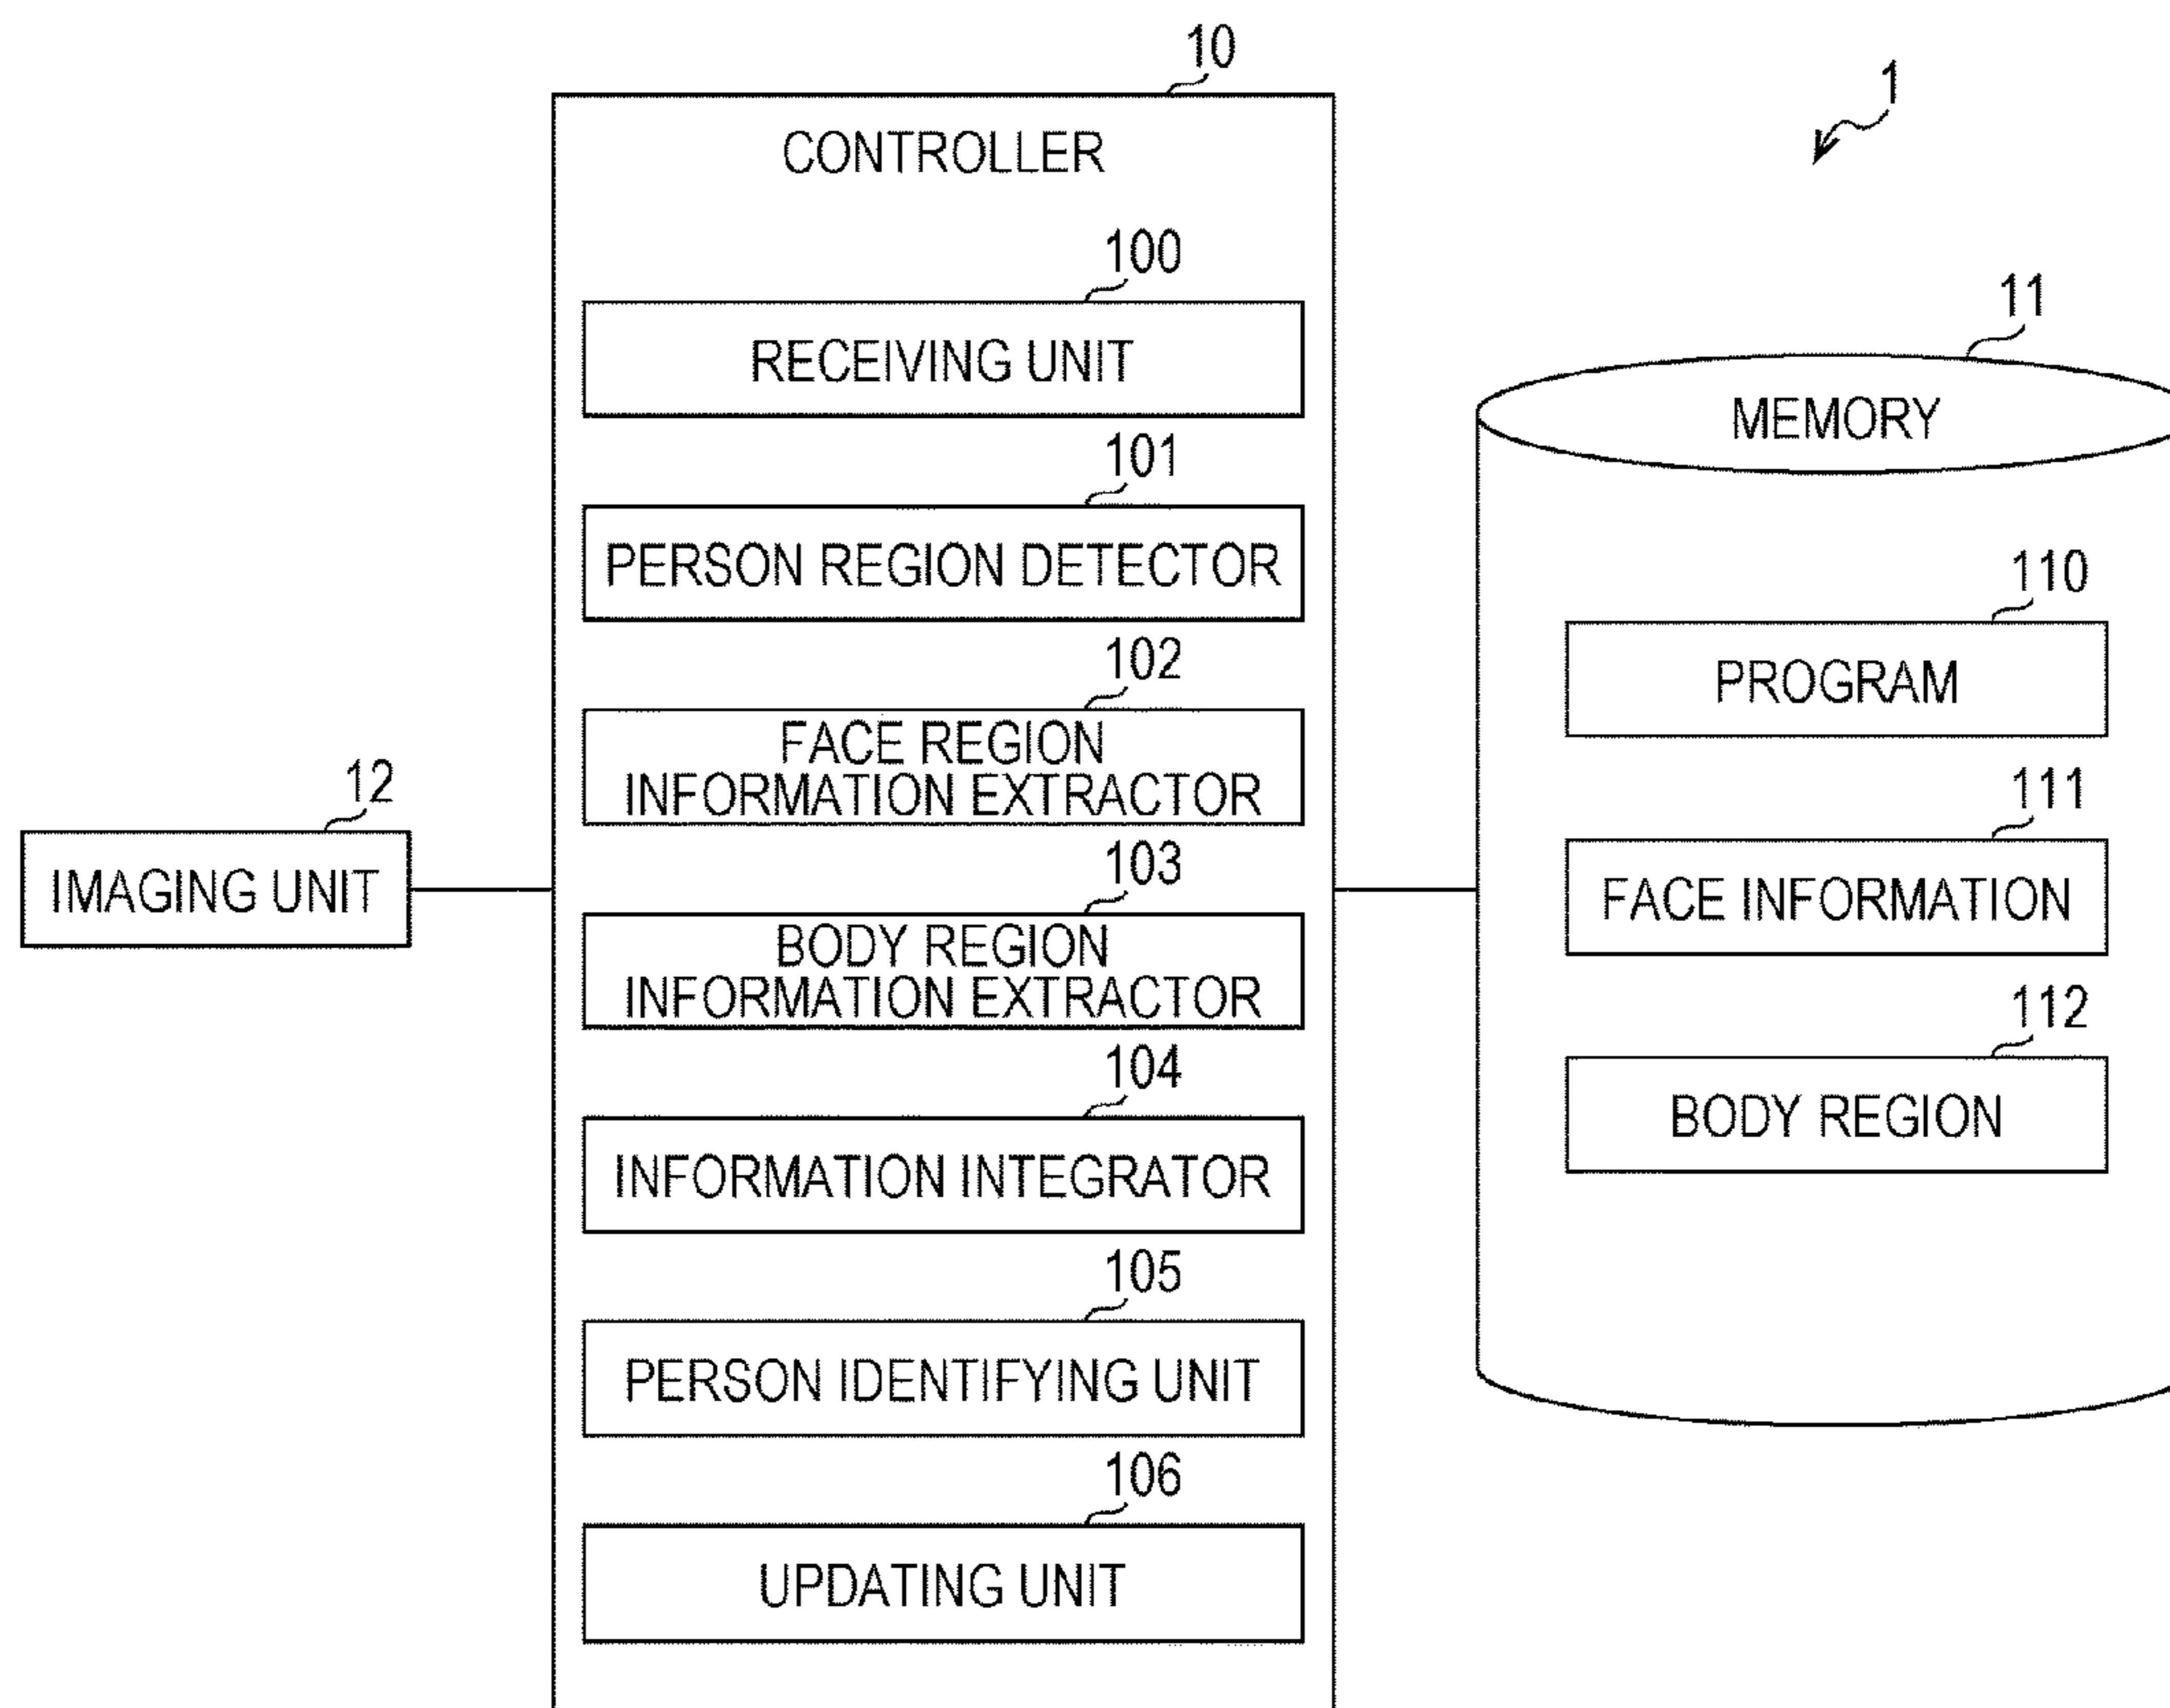 10
CONTROLLER
1
100
RECEIVING UNIT
101
PERSON REGION DETECTOR
102
FACE REGION
INFORMATION EXTRACTOR
103
BODY REGION
INFORMATION EXTRACTOR
104
INFORMATION INTEGRATOR
105
PERSON IDENTIFYING UNIT
106
UPDATING UNIT
12
IMAGING UNIT
11
MEMORY
110
PROGRAM
111
FACE INFORMATION
112
BODY REGION